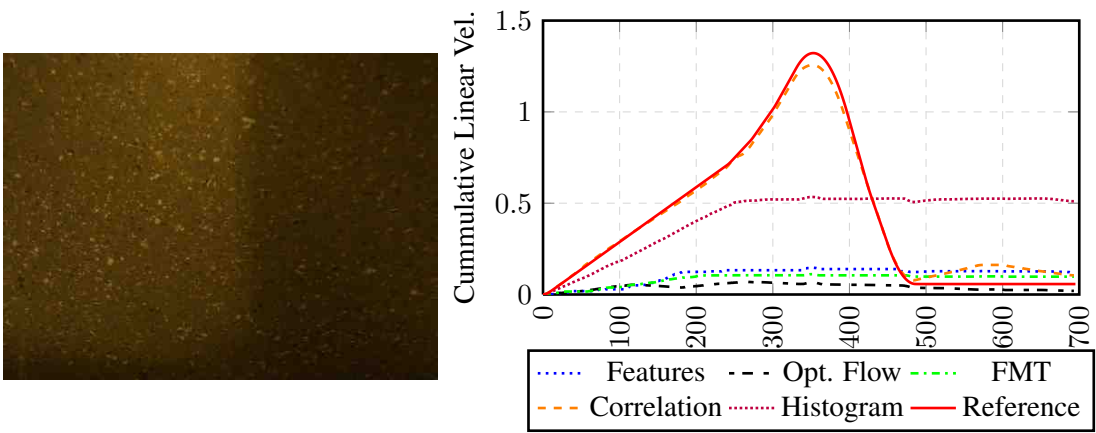 Cummulative Linear Vel.
1.5
1
0.5
0
0 100 200 300 400 500 600 700
Features Opt. Flow FMT
Correlation Histogram Reference